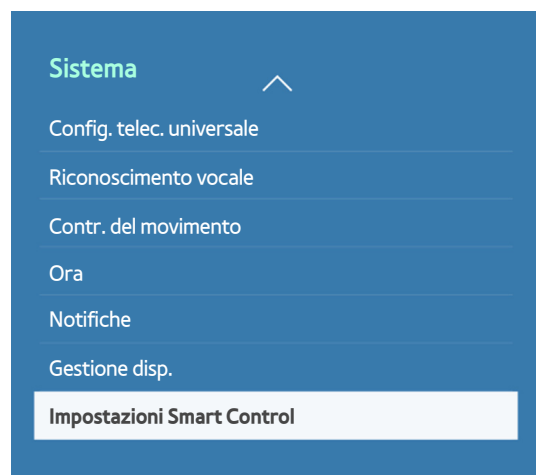 Sistema
Config. telec. universale
Riconoscimento vocale
Contr. del movimento
Ora
Notifiche
Gestione disp.
Impostazioni Smart Control